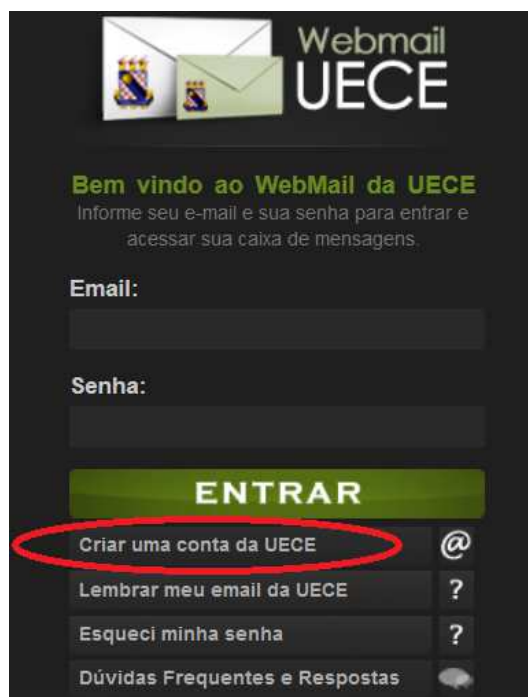 Webmail
UECE
Bem vindo ao WebMail da UECE
Informe seu e-mail e sua senha para entrar e
acessar sua caixa de mensagens.
Email:
Senha:
ENTRAR
Criar uma conta da UECE @
Lembrar meu email da UECE ?
Esqueci minha senha ?
Dúvidas Frequentes e Respostas